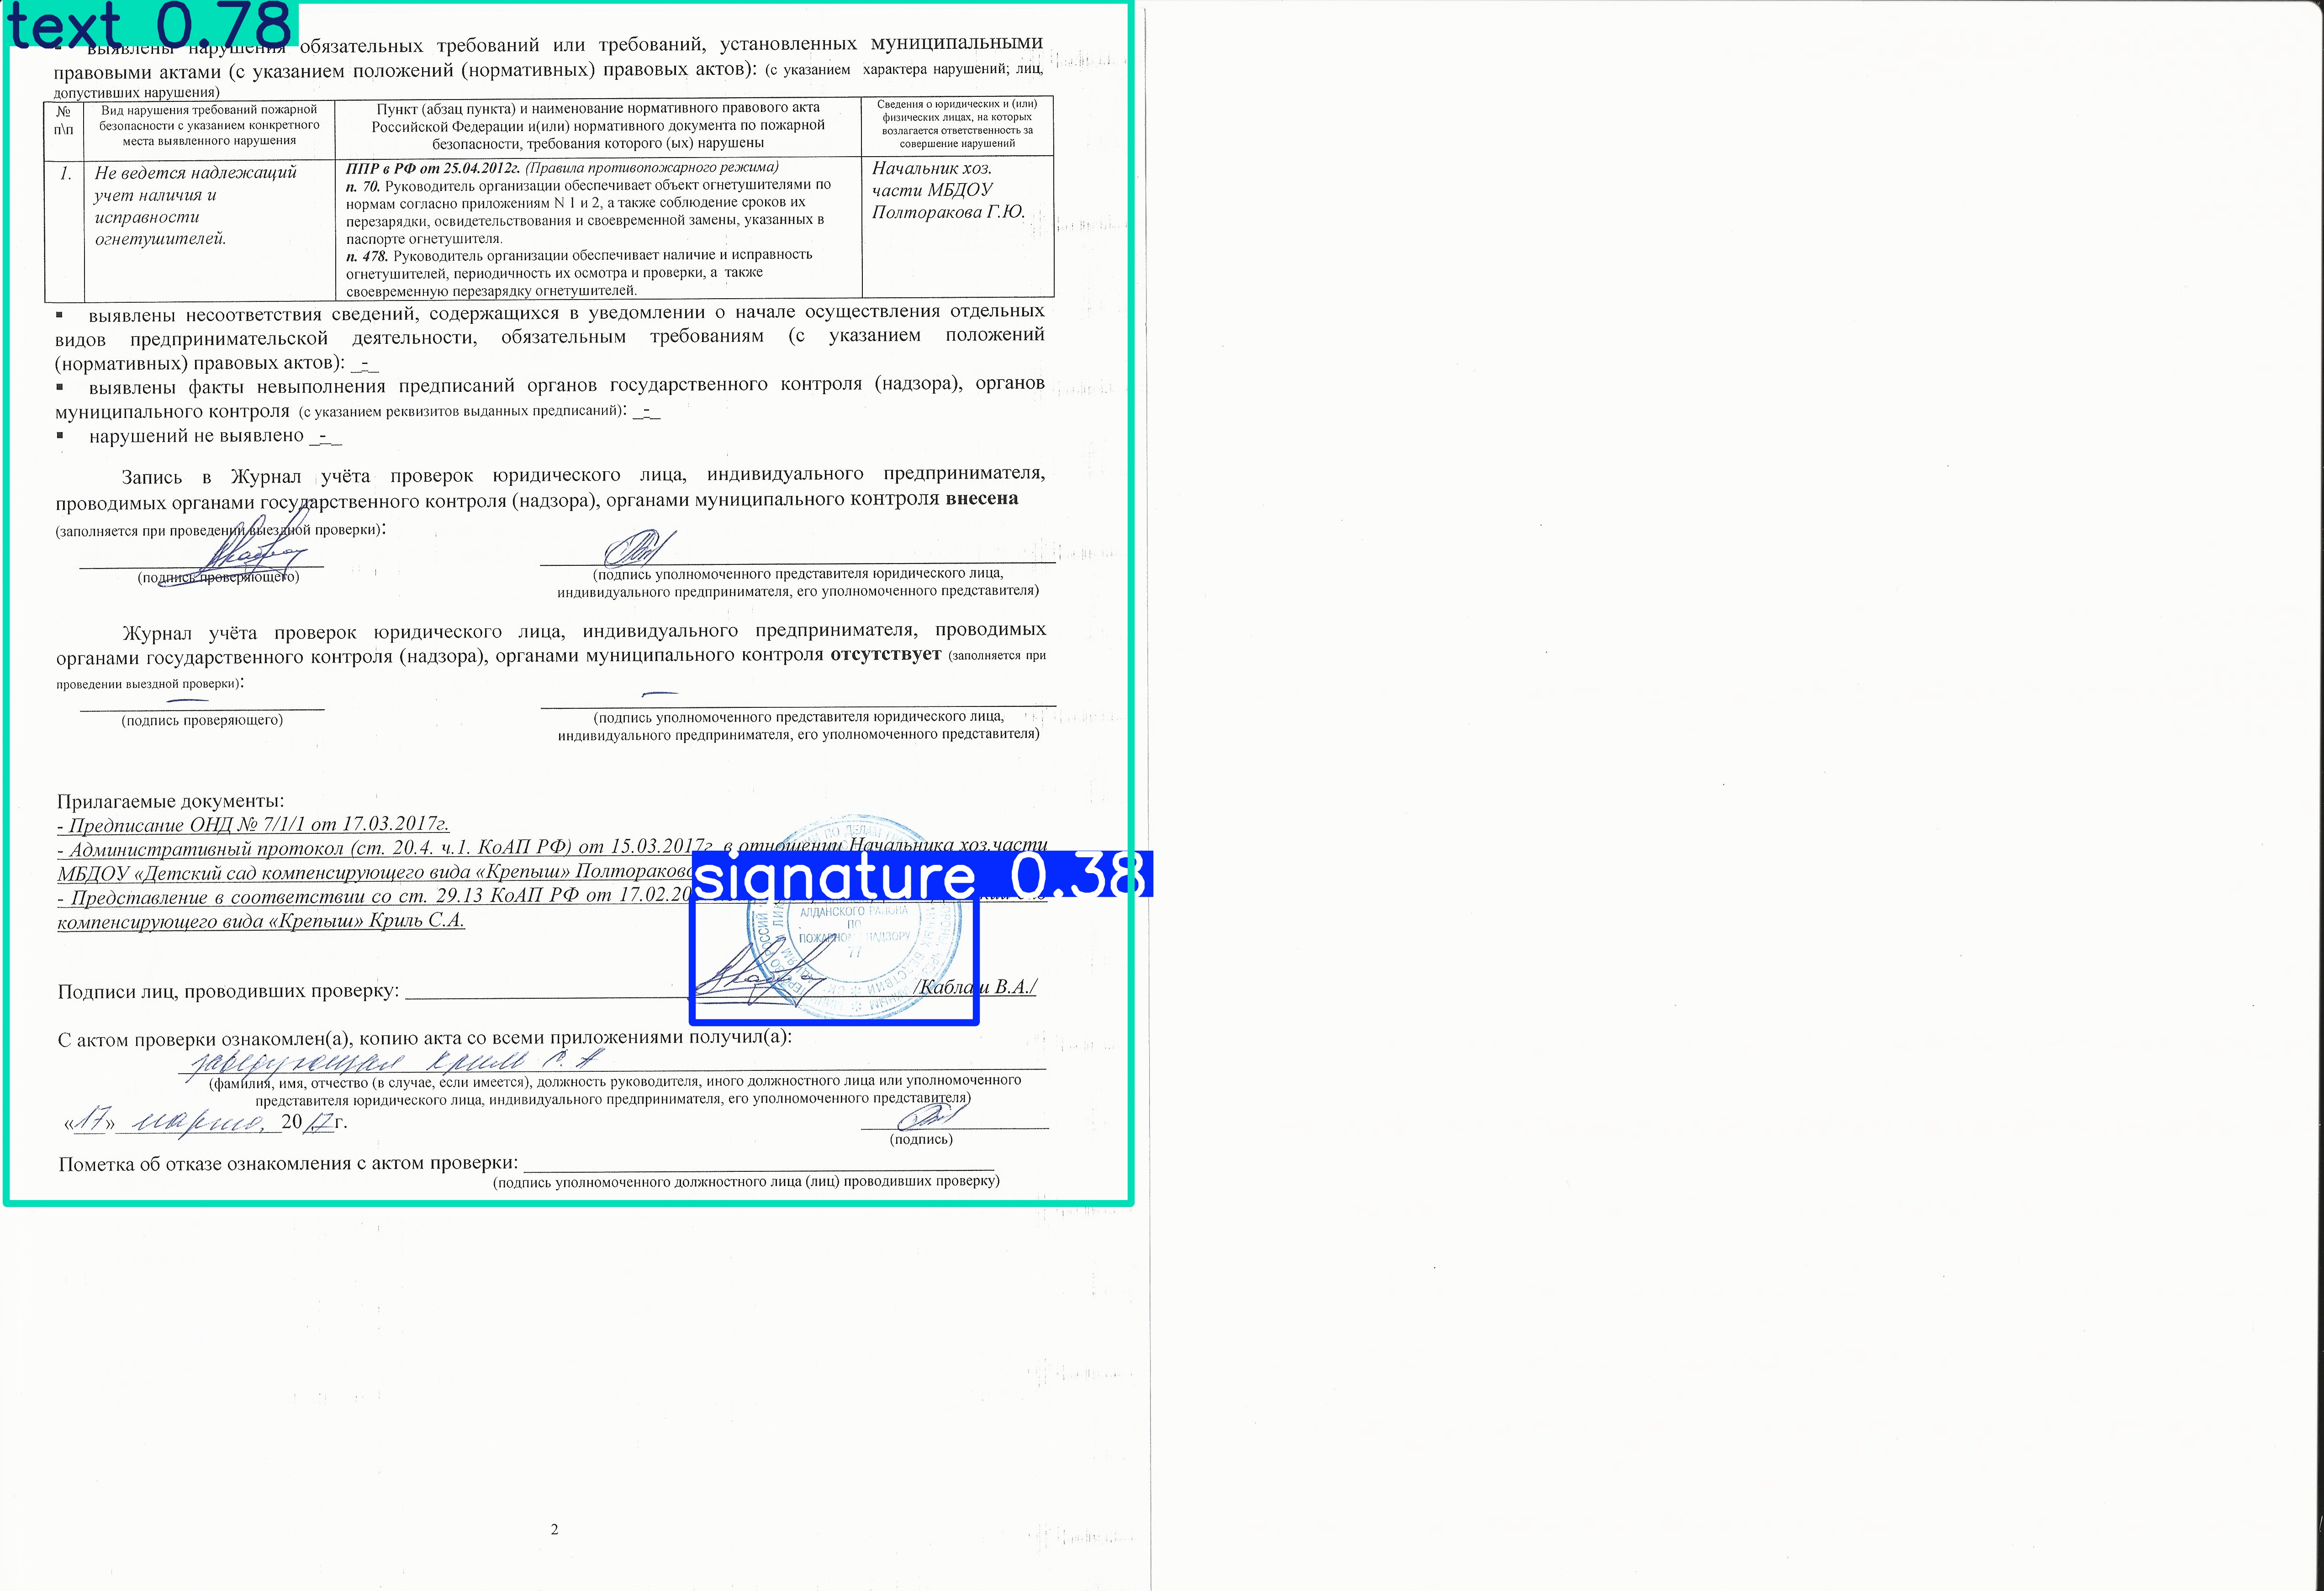 text 0.78
выявлены нарушения обязательных требований или требований, установленных муниципальными
правовыми актами (с указанием положений (нормативных) правовых актов): (с указанием характера нарушений; лиц,
допустивших нарушения)
№ п\п
Вид нарушения требований пожарной
безопасности с указанием конкретного
места выявленного нарушения
Пункт (абзац пункта) и наименование нормативного правового акта
Российской Федерации и(или) нормативного документа по пожарной
безопасности, требования которого (ых) нарушены
Сведения о юридических и (или)
физических лицах, на которых
возлагается ответственность за
совершение нарушений
1.
Не ведется надлежащий
учет наличия и
исправности
огнетушителей.
ППР в РФ от 25.04.2012г. (Правила противопожарного режима)
п. 70. Руководитель организации обеспечивает объект огнетушителями по
нормам согласно приложениям N 1 и 2, а также соблюдение сроков их
перезарядки, освидетельствования и своевременной замены, указанных в
паспорте огнетушителя.
п. 478. Руководитель организации обеспечивает наличие и исправность
огнетушителей, периодичность их осмотра и проверки, а также
своевременную перезарядку огнетушителей.
Начальник хоз.
части МБДОУ
Полторакова Г.Ю.
▪ выявлены несоответствия сведений, содержащихся в уведомлении о начале осуществления отдельных
видов предпринимательской деятельности, обязательным требованиям (с указанием положений
(нормативных) правовых актов): _-_
▪ выявлены факты невыполнения предписаний органов государственного контроля (надзора), органов
муниципального контроля (с указанием реквизитов выданных предписаний): _-_
▪ нарушений не выявлено _-_
Запись в Журнал учёта проверок юридического лица, индивидуального предпринимателя,
проводимых органами государственного контроля (надзора), органами муниципального контроля внесена
(заполняется при проведении выездной проверки):
(подпись проверяющего)
(подпись уполномоченного представителя юридического лица,
индивидуального предпринимателя, его уполномоченного представителя)
Журнал учёта проверок юридического лица, индивидуального предпринимателя, проводимых
органами государственного контроля (надзора), органами муниципального контроля отсутствует (заполняется при
проведении выездной проверки):
(подпись проверяющего)
(подпись уполномоченного представителя юридического лица,
индивидуального предпринимателя, его уполномоченного представителя)
Прилагаемые документы:
- Предписание ОНД № 7/1/1 от 17.03.2017г.
- Административный протокол (ст. 20.4. ч.1. КоАП РФ) от 15.03.2017г. в отношении Начальника хоз.части
МБДОУ «Детский сад компенсирующего вида «Крепыш»
signature 0.38
- Представление в соответствии со ст. 29.13 КоАП РФ от 17.02.20
компенсирующего вида «Крепыш» Криль С.А.
АЛДАНСКОГО РАЙОНА
ПО
ПОЖАРНОМУ НАДЗОРУ
77
Подписи лиц, проводивших проверку: /Каблаш В.А./
С актом проверки ознакомлен(а), копию акта со всеми приложениями получил(а):
заведующая Криль С. А
(фамилия, имя, отчество (в случае, если имеется), должность руководителя, иного должностного лица или уполномоченного
представителя юридического лица, индивидуального предпринимателя, его уполномоченного представителя)
«17» марта 2017г.
(подпись)
Пометка об отказе ознакомления с актом проверки:
(подпись уполномоченного должностного лица (лиц) проводивших проверку)
2